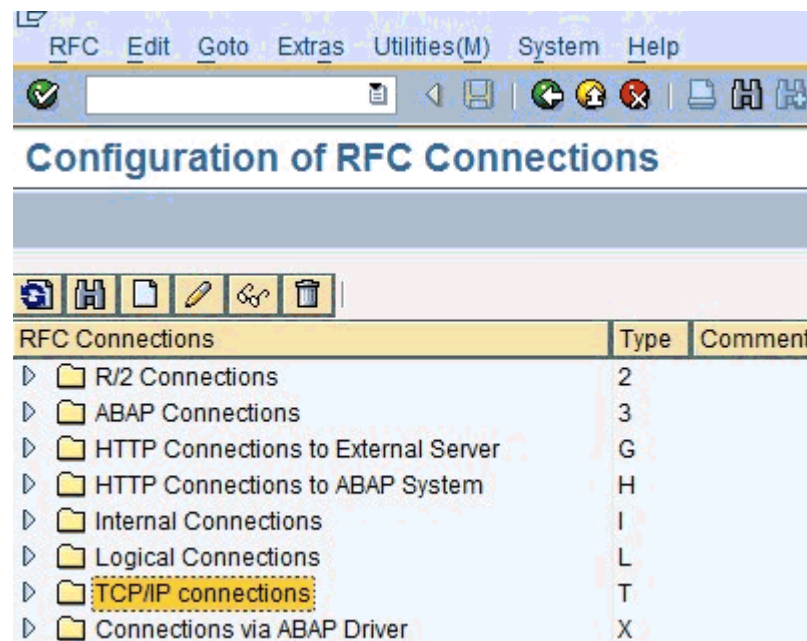 RFC Edit Goto Extras Utilities(M) System Help
Configuration of RFC Connections
RFC Connections Type Comment
R/2 Connections 2
ABAP Connections 3
HTTP Connections to External Server G
HTTP Connections to ABAP System H
Internal Connections I
Logical Connections L
TCP/IP connections T
Connections via ABAP Driver X